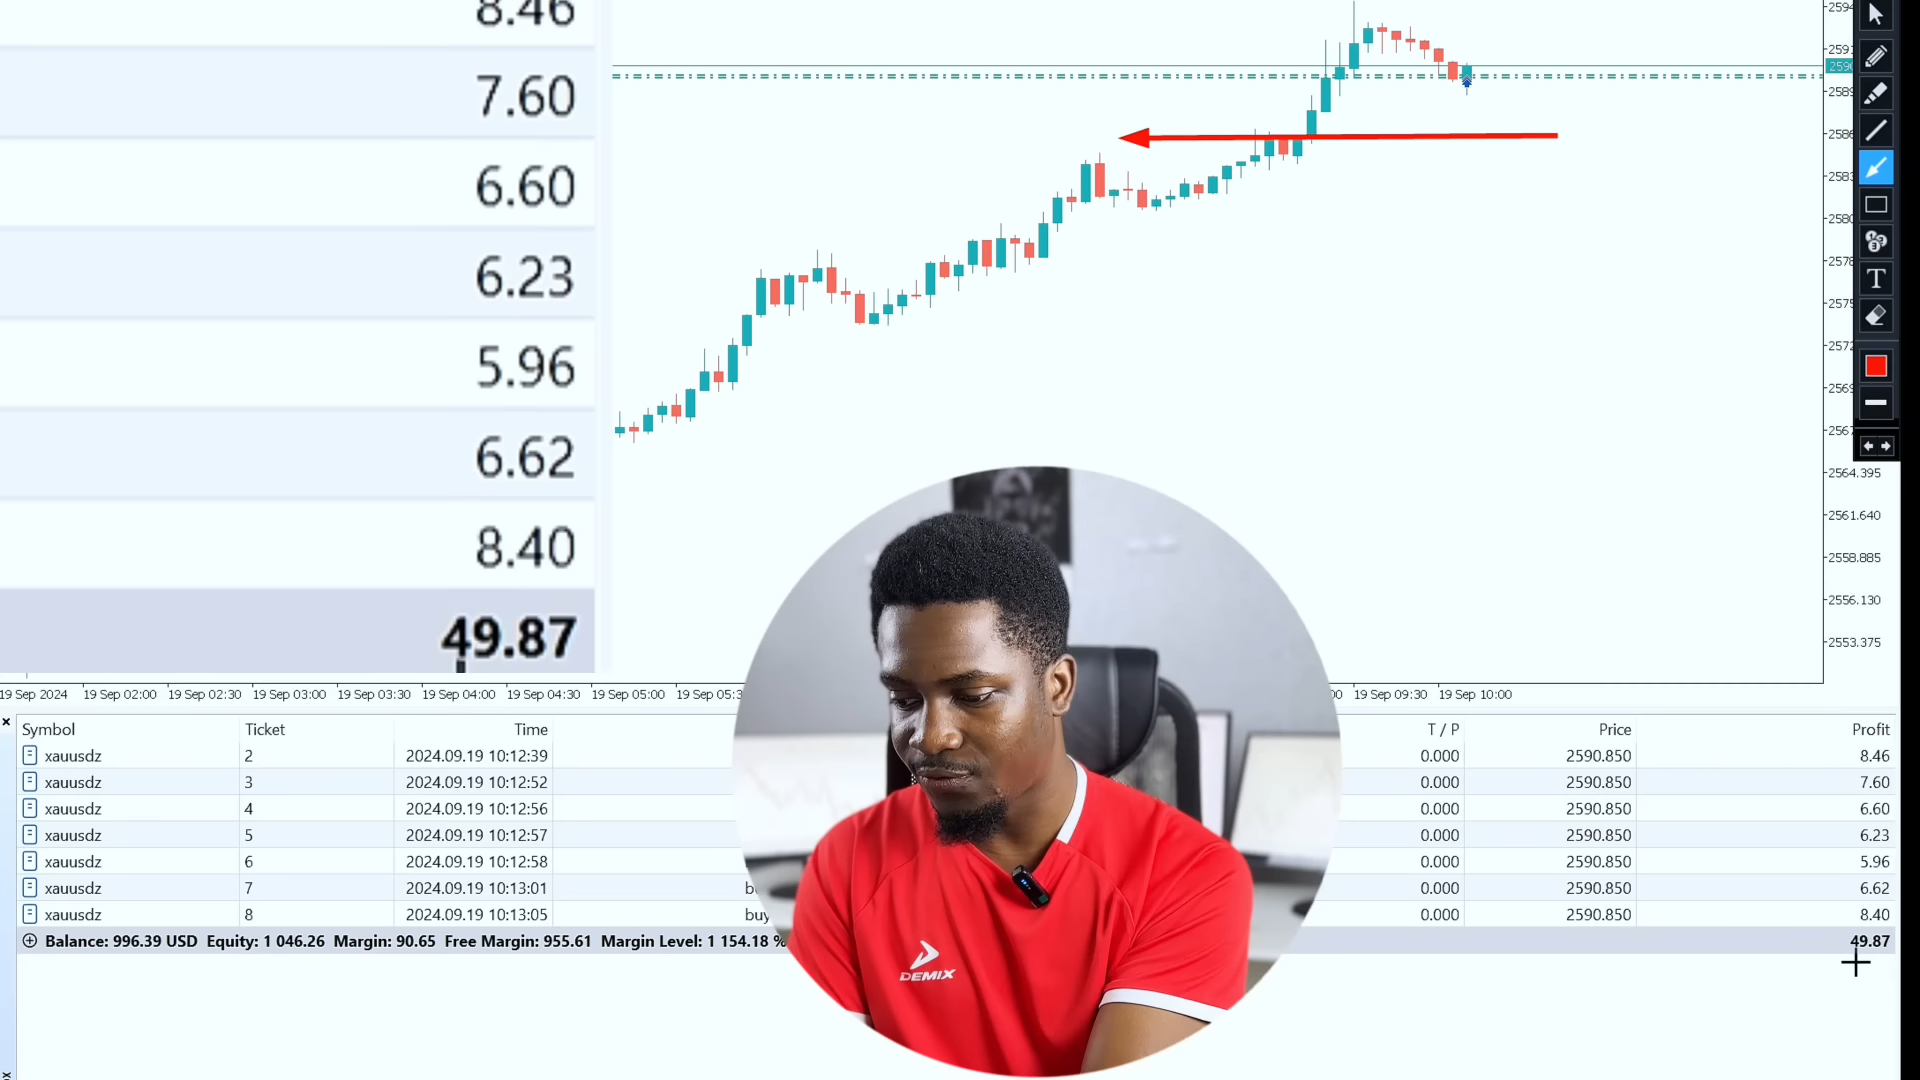 8.46
7.60
6.60
6.23
5.96
6.62
8.40
49.87
2564.395
2561.640
2558.885
2556.130
2553.375
19 Sep 2024 19 Sep 02:00 19 Sep 02:30 19 Sep 03:00 19 Sep 03:30 19 Sep 04:00 19 Sep 04:30 19 Sep 05:00 19 Sep 05:3 19 Sep 09:30 19 Sep 10:00
Symbol Ticket Time T / P Price Profit
xauusdz 2 2024.09.19 10:12:39 0.000 2590.850 8.46
xauusdz 3 2024.09.19 10:12:52 0.000 2590.850 7.60
xauusdz 4 2024.09.19 10:12:56 0.000 2590.850 6.60
xauusdz 5 2024.09.19 10:12:57 0.000 2590.850 6.23
xauusdz 6 2024.09.19 10:12:58 0.000 2590.850 5.96
xauusdz 7 2024.09.19 10:13:01 0.000 2590.850 6.62
xauusdz 8 2024.09.19 10:13:05 buy 0.000 2590.850 8.40
Balance: 996.39 USD Equity: 1 046.26 Margin: 90.65 Free Margin: 955.61 Margin Level: 1 154.18 % 49.87
DEMIX